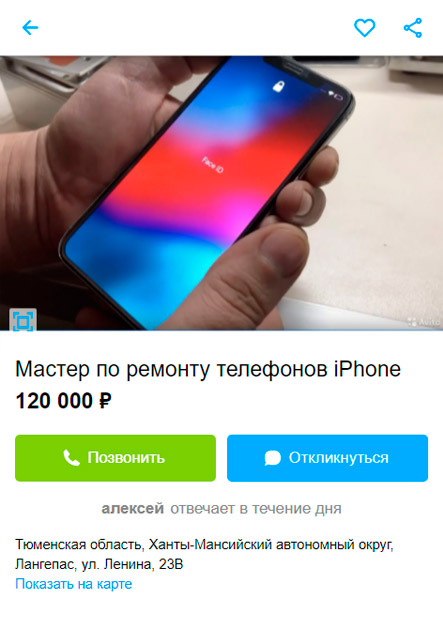 Face ID
Avito
Мастер по ремонту телефонов iPhone
120 000 ₽
Позвонить
Откликнуться
алексей отвечает в течение дня
Тюменская область, Ханты-Мансийский автономный округ,
Лангепас, ул. Ленина, 23В
Показать на карте